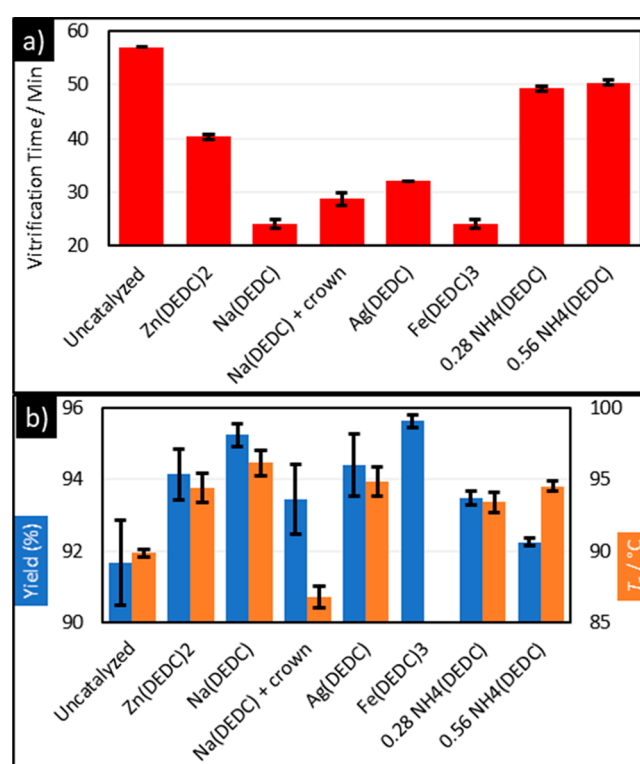 a)
Vitrification Time / Min
60
50
40
30
20
Uncatalyzed
Zn(DEDC)2
Na(DEDC)
Na(DEDC) + crown
Ag(DEDC)
Fe(DEDC)3
0.28 NH4(DEDC)
0.56 NH4(DEDC)
b)
Yield (%)
96
94
92
90
100
95
90
85
/ °C
Uncatalyzed
Zn(DEDC)2
Na(DEDC)
Na(DEDC) + crown
Ag(DEDC)
Fe(DEDC)3
0.28 NH4(DEDC)
0.56 NH4(DEDC)